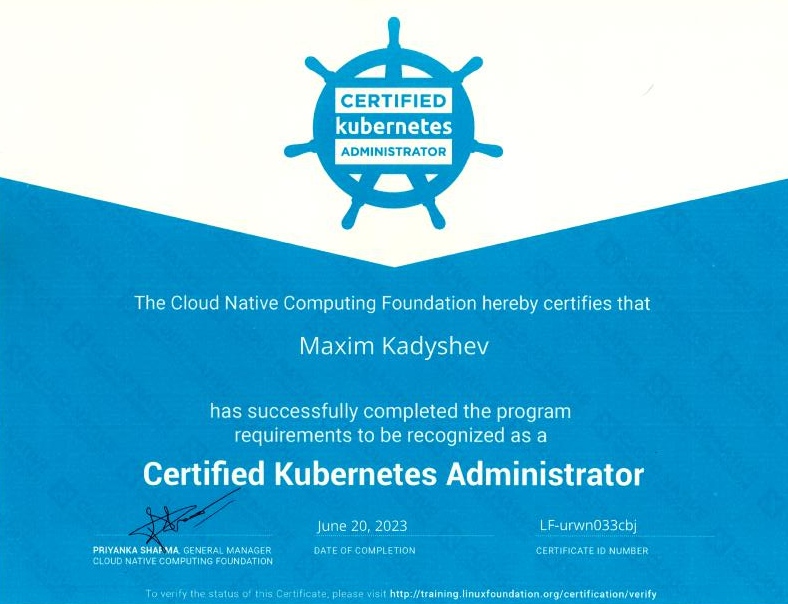 CERTIFIED
kubernetes
ADMINISTRATOR
The Cloud Native Computing Foundation hereby certifies that
Maxim Kadyshev
has successfully completed the program
requirements to be recognized as a
Certified Kubernetes Administrator
June 20, 2023
LF-urwn033cbj
PRIYANKA SHARMA, GENERAL MANAGER
CLOUD NATIVE COMPUTING FOUNDATION
DATE OF COMPLETION
CERTIFICATE ID NUMBER
To verify the status of this Certificate, please visit http://training.linuxfoundation.org/certification/verify